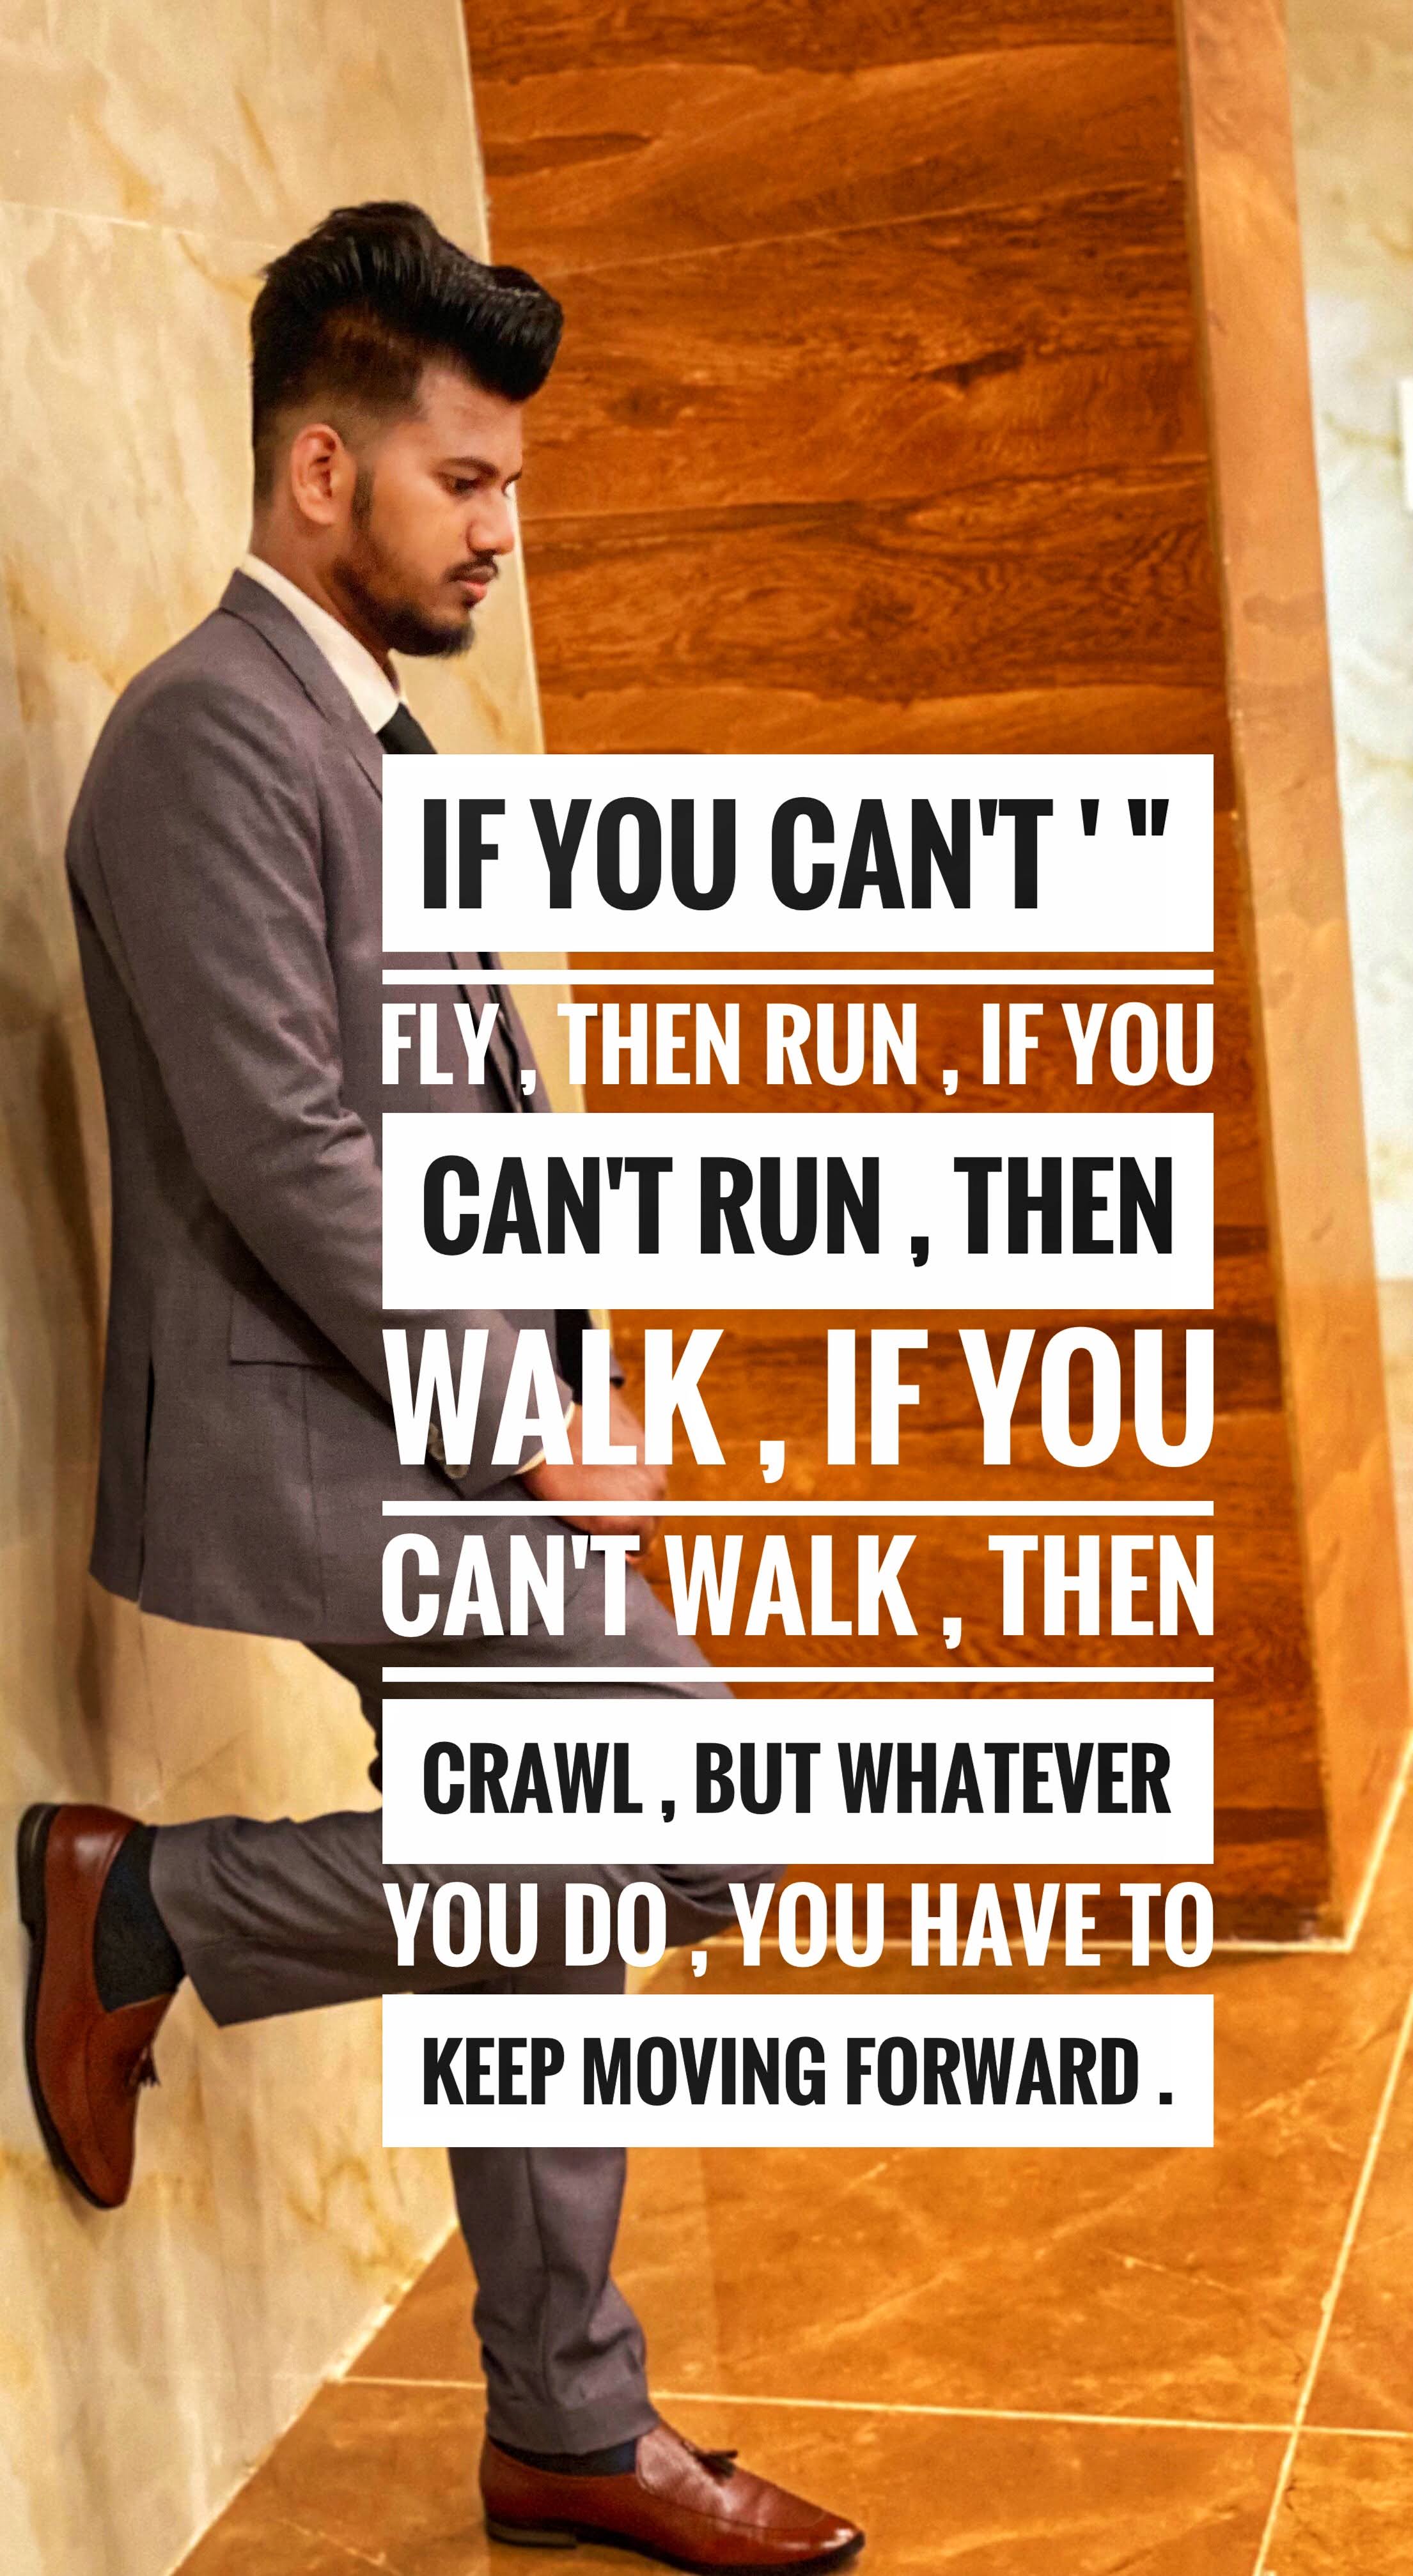 IF YOU CAN'T ' "
FLY , THEN RUN , IF YOU
CAN'T RUN , THEN
WALK , IF YOU
CAN'T WALK , THEN
CRAWL , BUT WHATEVER
YOU DO , YOU HAVE TO
KEEP MOVING FORWARD .